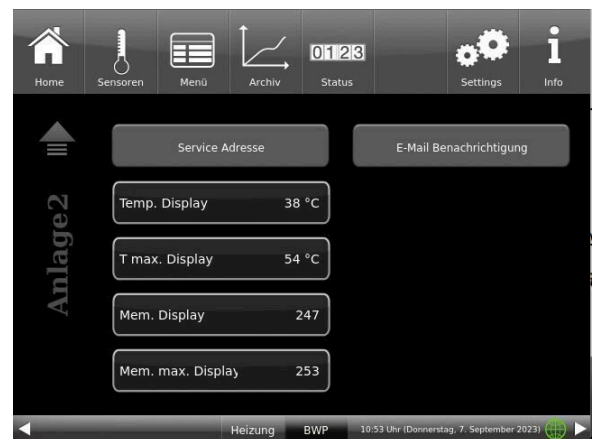 0123
Home Sensoren Menü Archiv Status Settings Info
Service Adresse E-Mail Benachrichtigung
Anlage2
Temp. Display 38 °C
T max. Display 54 °C
Mem. Display 247
Mem. max. Display 253
Heizung BWP 10:53 Uhr (Donnerstag, 7. September 2023)